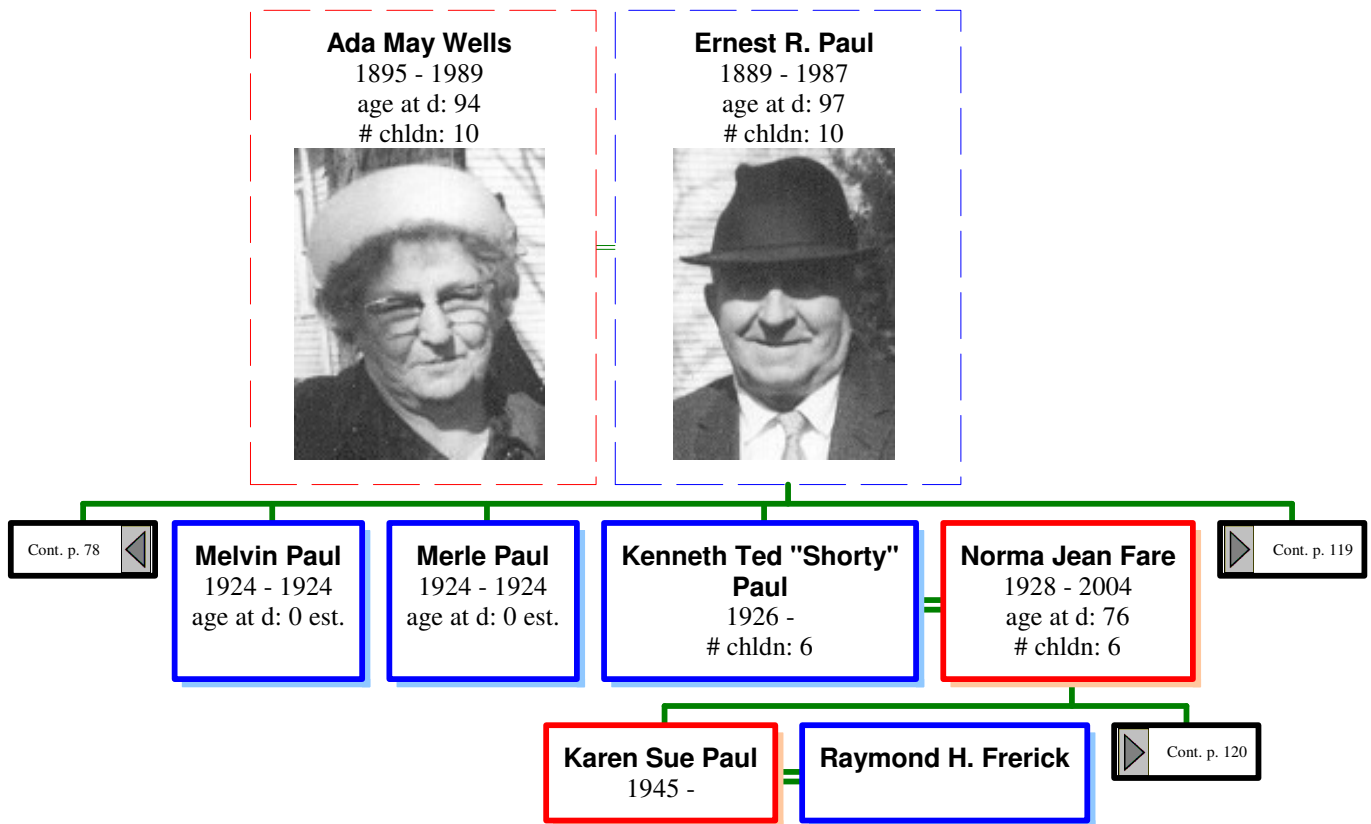 Ada May Wells
1895 - 1989
age at d: 94
# chldn: 10
Ernest R. Paul
1889 - 1987
age at d: 97
# chldn: 10
Cont. p. 78
Melvin Paul
1924 - 1924
age at d: 0 est.
Merle Paul
1924 - 1924
age at d: 0 est.
Kenneth Ted "Shorty"
Paul
1926 -
# chldn: 6
Norma Jean Fare
1928 - 2004
age at d: 76
# chldn: 6
Cont. p. 119
Karen Sue Paul
1945 -
Raymond H. Frerick
Cont. p. 120